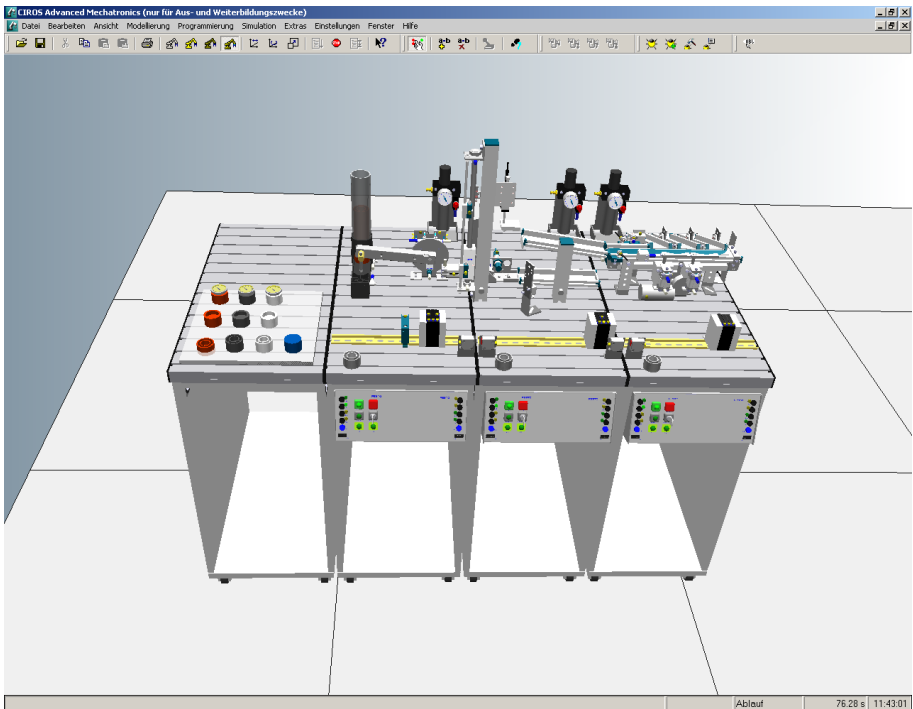 CIROS Advanced Mechatronics (nur für Aus- und Weiterbildungszwecke)
Datei Bearbeiten Ansicht Modellierung Programmierung Simulation Extras Einstellungen Fenster Hilfe
Ablauf 76.28 s 11:43:01